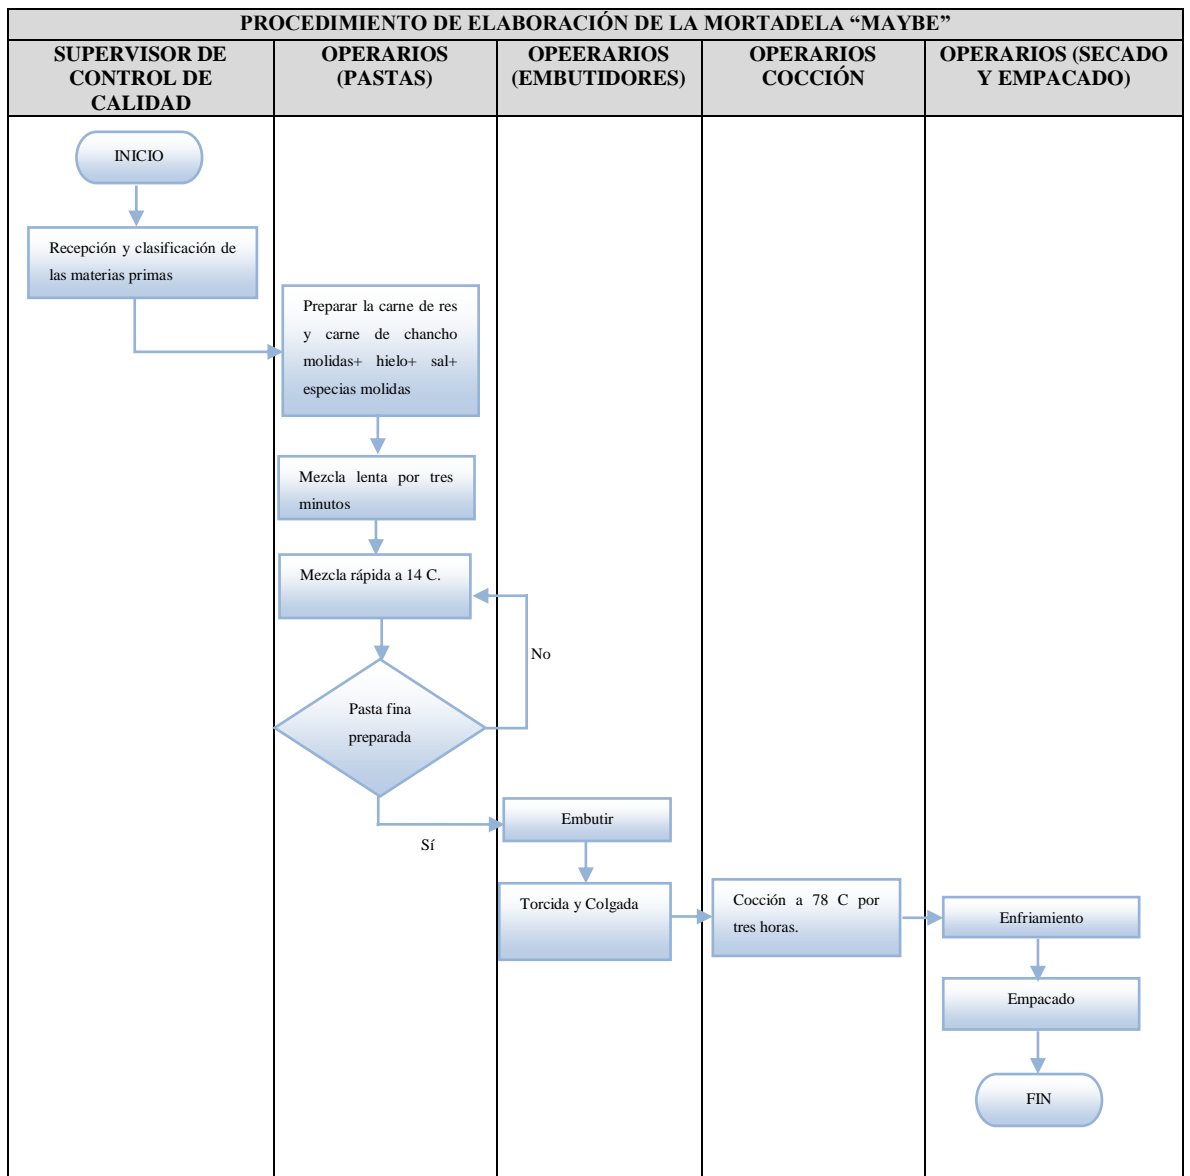 PROCEDIMIENTO DE ELABORACIÓN DE LA MORTADELA “MAYBE”
SUPERVISOR DE
CONTROL DE
CALIDAD
OPERARIOS
(PASTAS)
OPEERARIOS
(EMBUTIDORES)
OPERARIOS
COCCIÓN
OPERARIOS (SECADO
Y EMPACADO)
INICIO
Recepción y clasificación de
las materias primas
Preparar la carne de res
y carne de chancho
molidas+ hielo+ sal+
especias molidas
Mezcla lenta por tres
minutos
Mezcla rápida a 14 C.
No
Pasta fina
preparada
Sí
Embutir
Torcida y Colgada
Cocción a 78 C por
tres horas.
Enfriamiento
Empacado
FIN